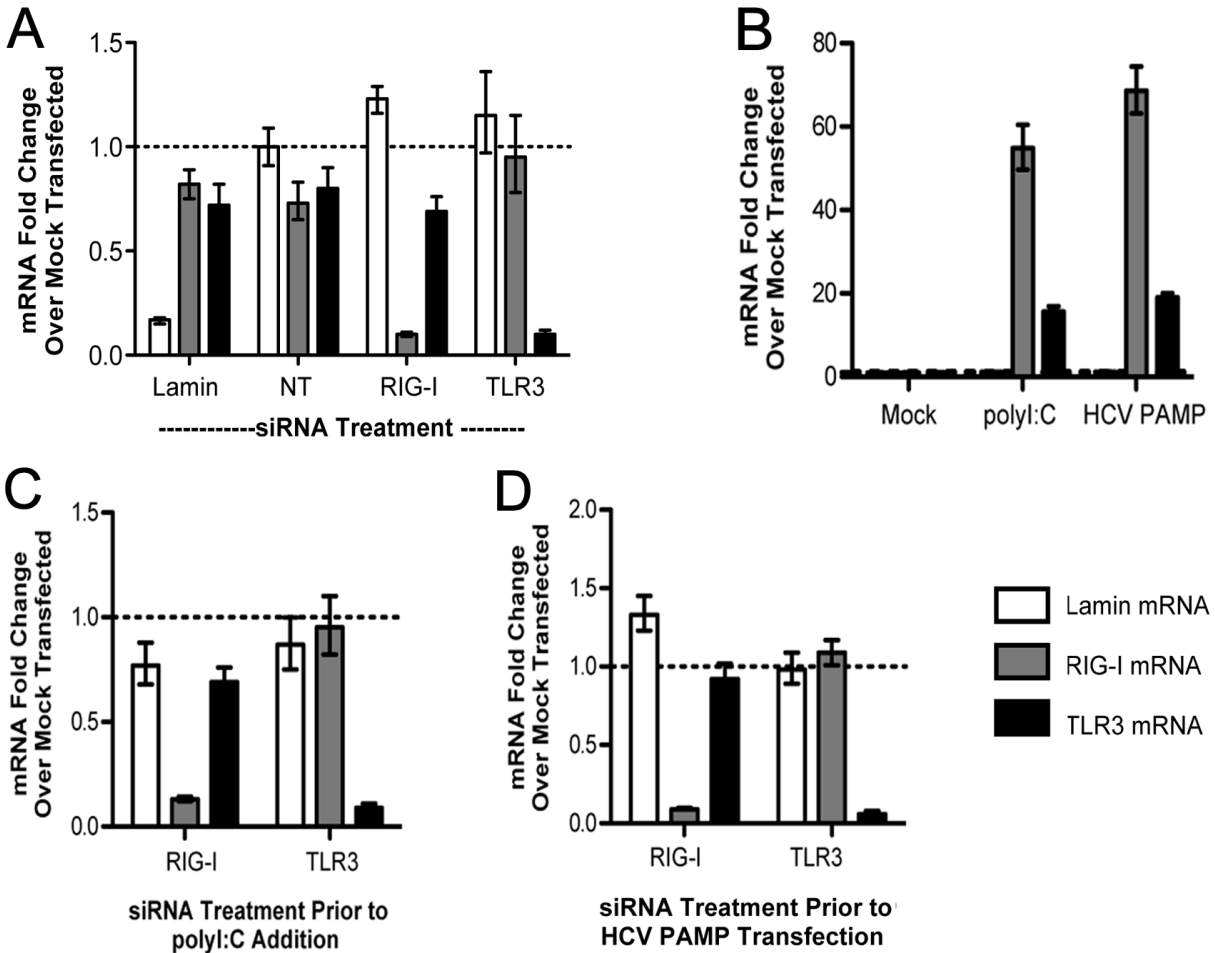 A
mRNA Fold Change
Over Mock Transfected
1.5
1.0
0.5
0.0
Lamin NT RIG-I TLR3
------------siRNA Treatment --------
B
mRNA Fold Change
Over Mock Transfected
80
60
40
20
0
Mock polyI:C HCV PAMP
C
mRNA Fold Change
Over Mock Transfected
1.5
1.0
0.5
0.0
RIG-I TLR3
siRNA Treatment Prior to
polyI:C Addition
D
mRNA Fold Change
Over Mock Transfected
2.0
1.5
1.0
0.5
0.0
RIG-I TLR3
siRNA Treatment Prior to
HCV PAMP Transfection
Lamin mRNA
RIG-I mRNA
TLR3 mRNA